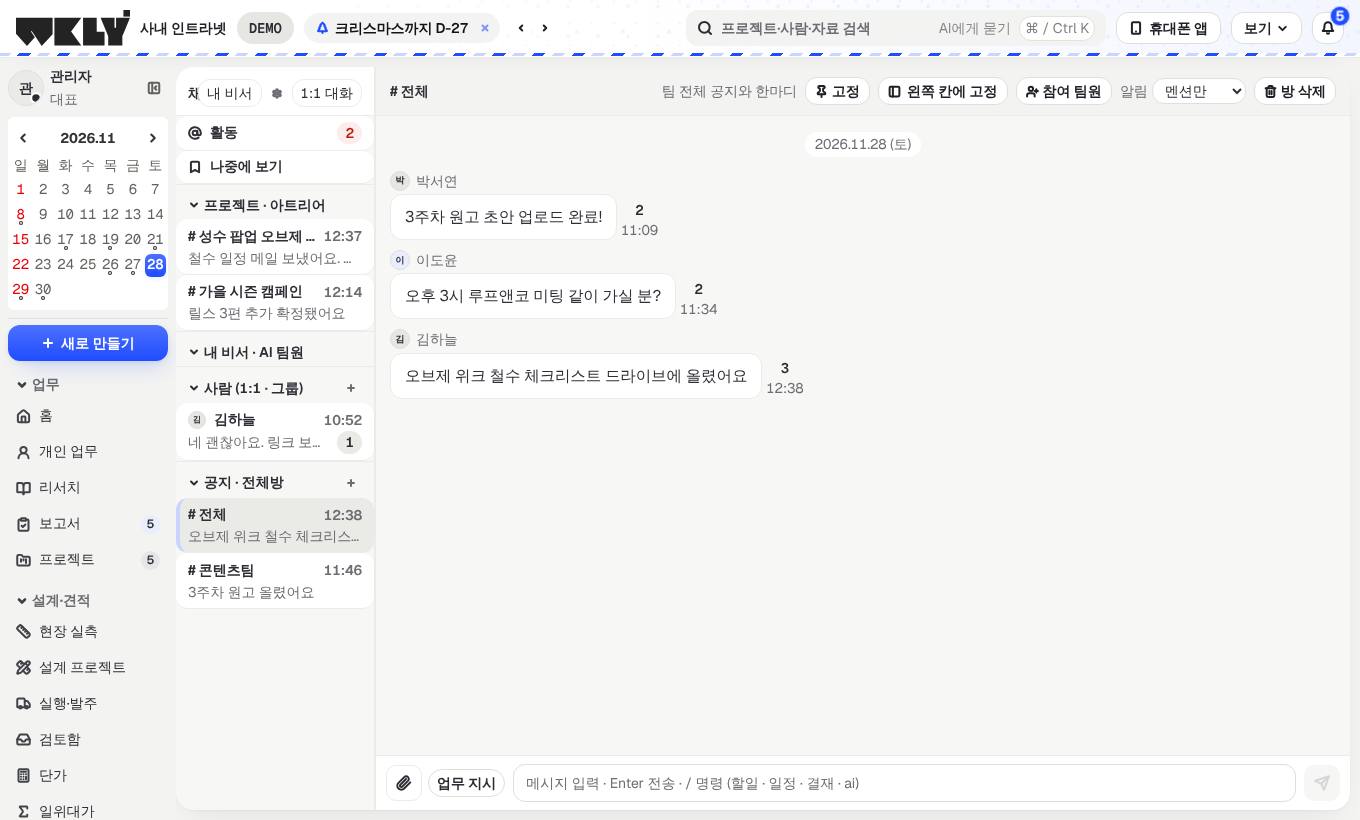 WKLY 사내 인트라넷 DEMO 크리스마스까지 D-27 × 프로젝트·사람·자료 검색 AI에게 묻기 ⌘ / Ctrl K 휴대폰 앱 보기 5
관 관리자
대표
2026.11
일 월 화 수 목 금 토
1 2 3 4 5 6 7
8 9 10 11 12 13 14
15 16 17 18 19 20 21
22 23 24 25 26 27 28
29 30
+ 새로 만들기
업무
홈
개인 업무
리서치
보고서 5
프로젝트 5
설계·견적
현장 실측
설계 프로젝트
실행·발주
검토함
단가
일위대가
내 비서 1:1 대화
활동 2
나중에 보기
프로젝트 · 아트리어
# 성수 팝업 오브제 ... 12:37
철수 일정 메일 보냈어요. ...
# 가을 시즌 캠페인 12:14
릴스 3편 추가 확정됐어요
내 비서 · AI 팀원
사람 (1:1 · 그룹) +
김 김하늘 10:52
네 괜찮아요. 링크 보... 1
공지 · 전체방 +
# 전체 12:38
오브제 위크 철수 체크리스...
# 콘텐츠팀 11:46
3주차 원고 올렸어요
# 전체 팀 전체 공지와 한마디 고정 왼쪽 칸에 고정 참여 팀원 알림 멘션만 방 삭제
2026.11.28 (토)
박 박서연
3주차 원고 초안 업로드 완료! 2
11:09
이 이도윤
오후 3시 루프앤코 미팅 같이 가실 분? 2
11:34
김 김하늘
오브제 위크 철수 체크리스트 드라이브에 올렸어요 3
12:38
업무 지시 메시지 입력 · Enter 전송 · / 명령 (할일 · 일정 · 결재 · ai)